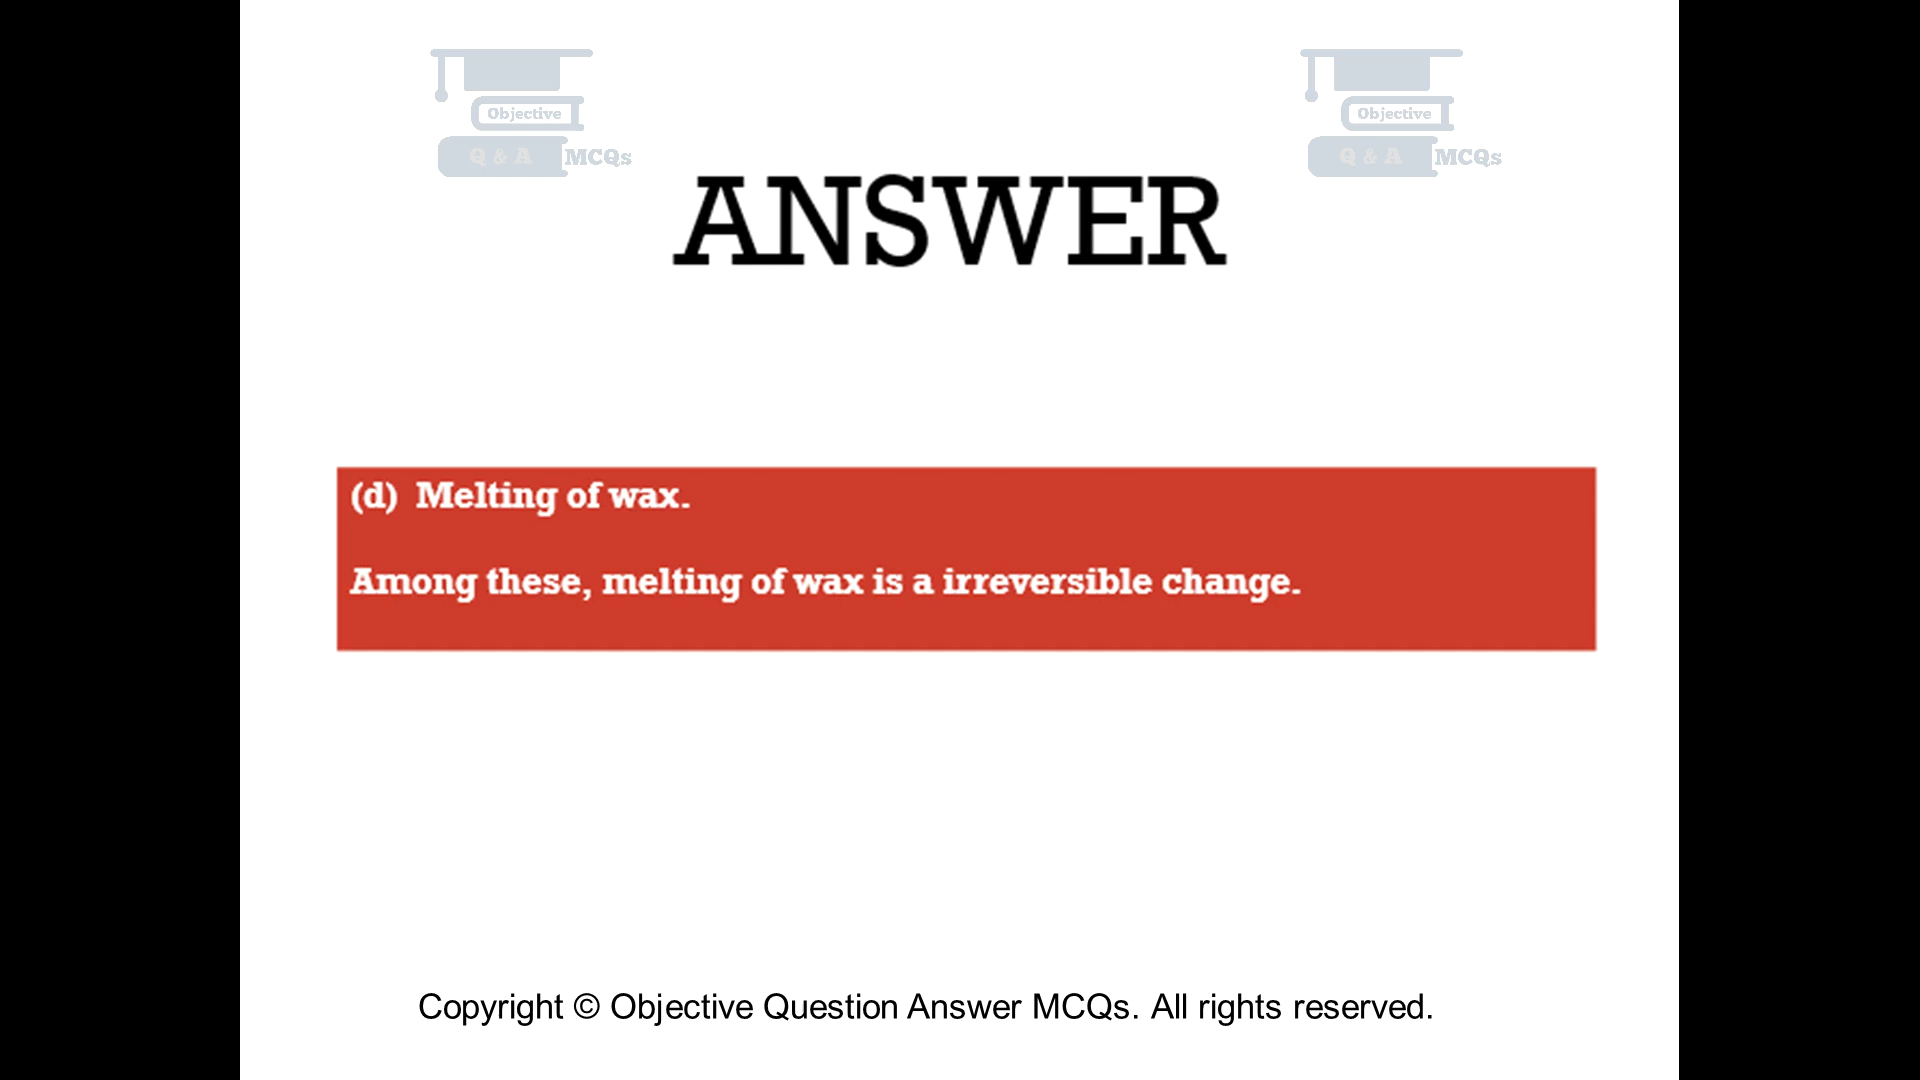 Objective
Q & A MCQs
Objective
Q & A MCQs
ANSWER
(d) Melting of wax.
Among these, melting of wax is a irreversible change.
Copyright © Objective Question Answer MCQs. All rights reserved.